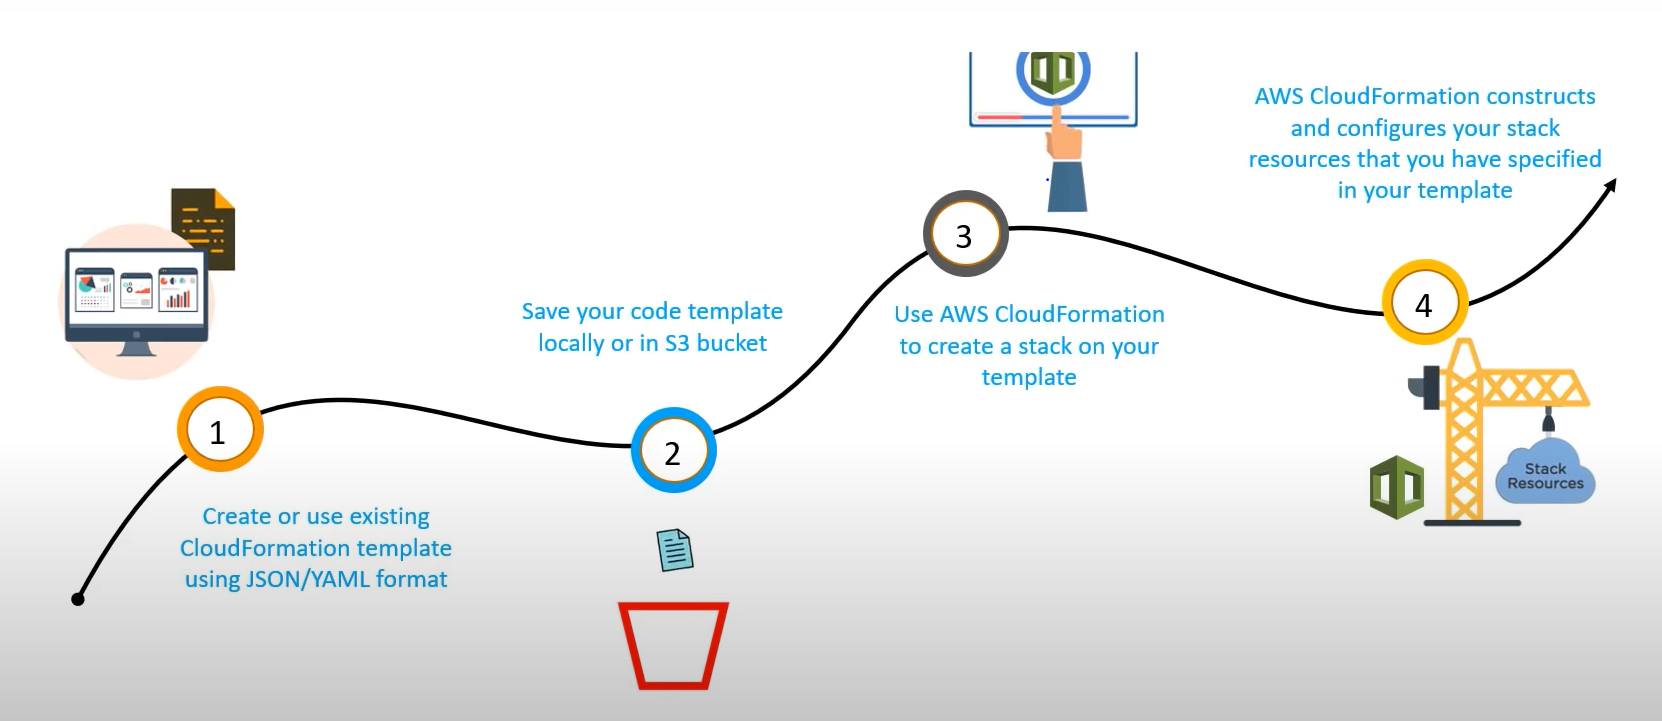 1
Create or use existing
CloudFormation template
using JSON/YAML format
Save your code template
locally or in S3 bucket
2
3
Use AWS CloudFormation
to create a stack on your
template
AWS CloudFormation constructs
and configures your stack
resources that you have specified
in your template
4
Stack
Resources